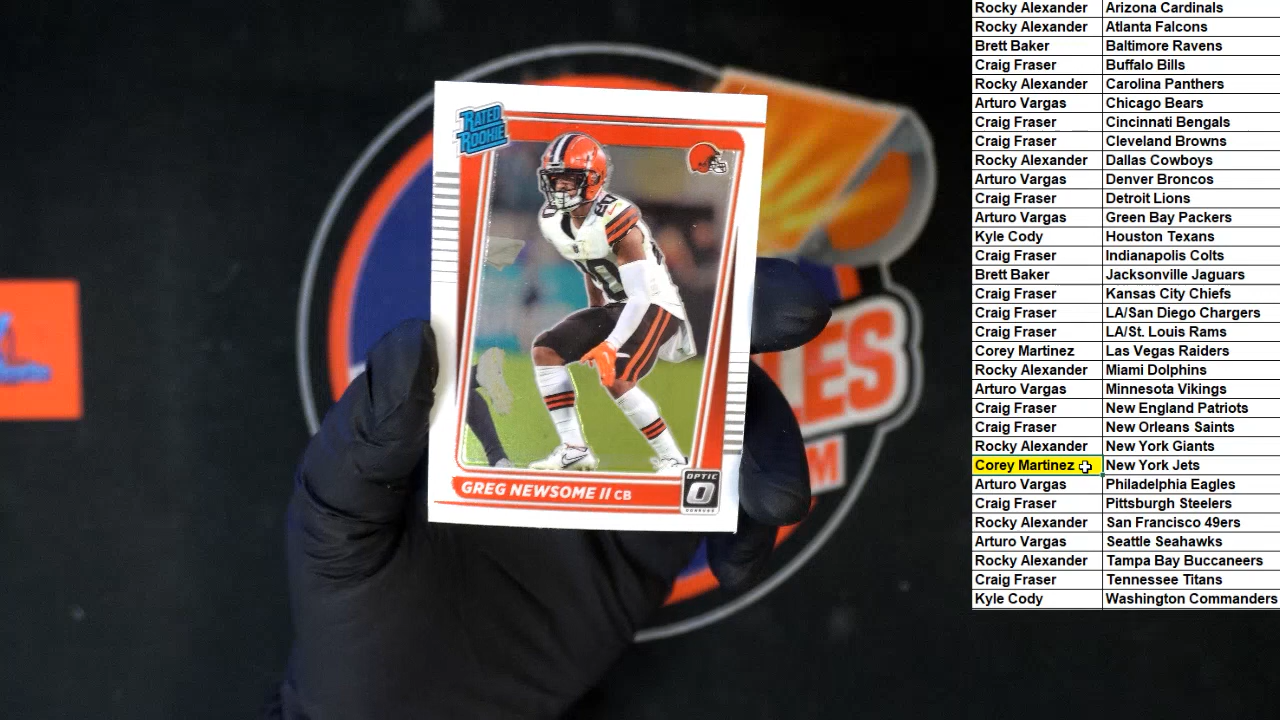 Rocky Alexander Arizona Cardinals
Rocky Alexander Atlanta Falcons
Brett Baker Baltimore Ravens
Craig Fraser Buffalo Bills
Rocky Alexander Carolina Panthers
Arturo Vargas Chicago Bears
Craig Fraser Cincinnati Bengals
Craig Fraser Cleveland Browns
Rocky Alexander Dallas Cowboys
Arturo Vargas Denver Broncos
Craig Fraser Detroit Lions
Arturo Vargas Green Bay Packers
Kyle Cody Houston Texans
Craig Fraser Indianapolis Colts
Brett Baker Jacksonville Jaguars
Craig Fraser Kansas City Chiefs
Craig Fraser LA/San Diego Chargers
Craig Fraser LA/St. Louis Rams
Corey Martinez Las Vegas Raiders
Rocky Alexander Miami Dolphins
Arturo Vargas Minnesota Vikings
Craig Fraser New England Patriots
Craig Fraser New Orleans Saints
Rocky Alexander New York Giants
Corey Martinez New York Jets
Arturo Vargas Philadelphia Eagles
Craig Fraser Pittsburgh Steelers
Rocky Alexander San Francisco 49ers
Arturo Vargas Seattle Seahawks
Rocky Alexander Tampa Bay Buccaneers
Craig Fraser Tennessee Titans
Kyle Cody Washington Commanders
RATED
ROOKIE
20
GREG NEWSOME II CB
OPTIC
O
DONRUSS
LES
M